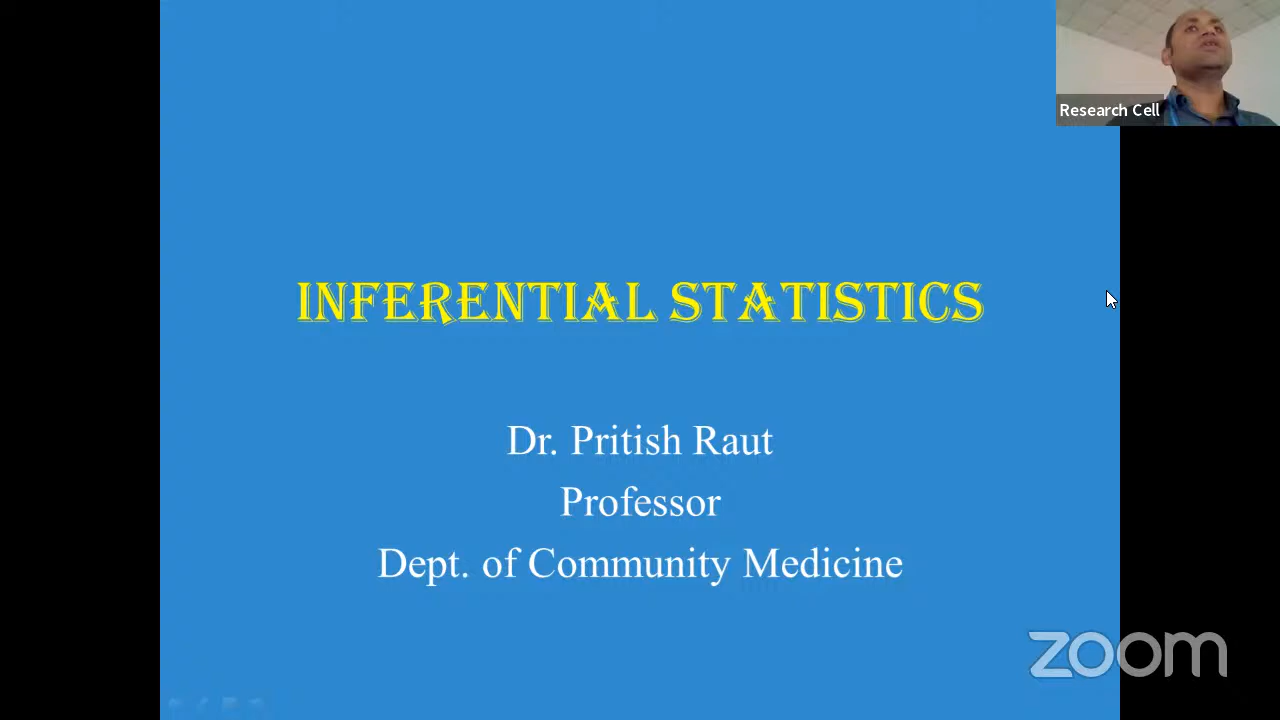 Research Cell
INFERENTIAL STATISTICS
Dr. Pritish Raut
Professor
Dept. of Community Medicine
zoom